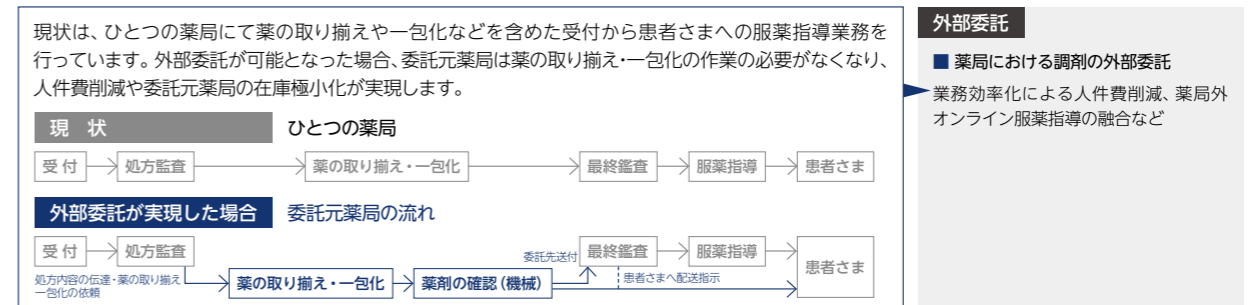 現状は、ひとつの薬局にて薬の取り揃えや一包化などを含めた受付から患者さまへの服薬指導業務を
行っています。外部委託が可能となった場合、委託元薬局は薬の取り揃え・一包化の作業の必要がなくなり、
人件費削減や委託元薬局の在庫極小化が実現します。
現 状 ひとつの薬局
受付 処方監査 薬の取り揃え・一包化 最終鑑査 服薬指導 患者さま
外部委託が実現した場合 委託元薬局の流れ
受付 処方監査 委託先送付 最終鑑査 服薬指導 患者さま
処方内容の伝達・薬の取り揃え
一包化の依頼
薬の取り揃え・一包化 薬剤の確認(機械) 患者さまへ配送指示
外部委託
■ 薬局における調剤の外部委託
業務効率化による人件費削減、薬局外
オンライン服薬指導の融合など